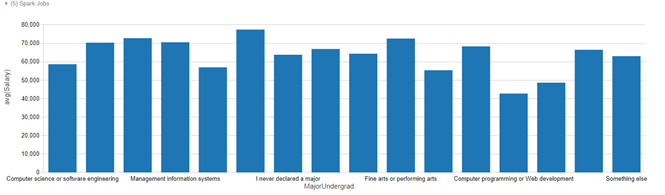 (5) Spark Jobs
80,000
70,000
60,000
50,000
40,000
30,000
20,000
10,000
0
avg(Salary)
Computer science or software engineering
Management information systems
I never declared a major
Fine arts or performing arts
Computer programming or Web development
Something else
MajorUndergrad